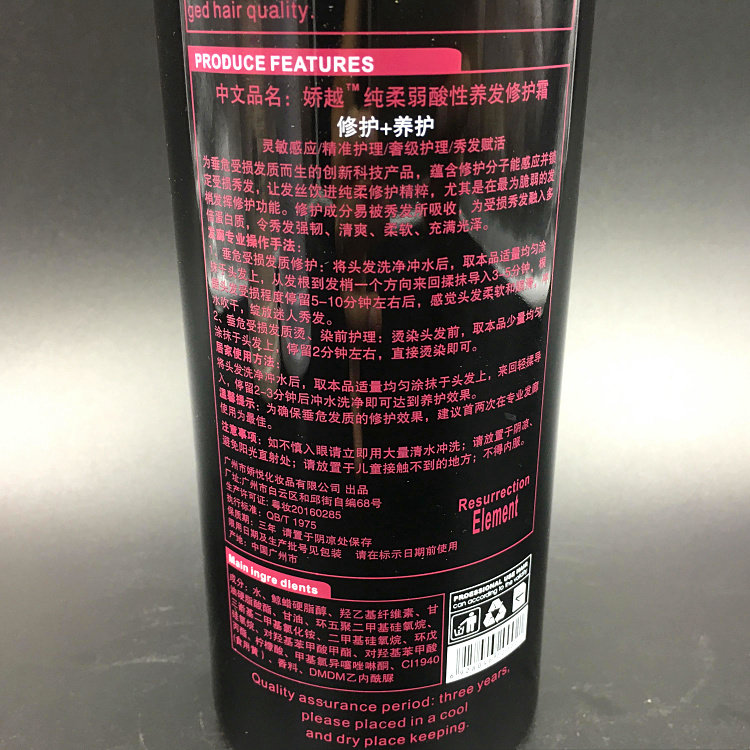 ged hair quality.
PRODUCE FEATURES
中文品名：娇越™纯柔弱酸性养发修护霜
修护+养护
灵敏感应/精准护理/奢级护理/秀发赋活
为垂危受损发质而生的创新科技产品，蕴含修护分子能感应并锁
定受损秀发，让发丝饮进纯柔修护精粹，尤其是在最为脆弱的发
梢发挥修护功能。修护成分易被秀发所吸收，为受损秀发融入多
倍蛋白质，令秀发强韧、清爽、柔软、充满光泽。
发廊专业操作手法：
垂危受损发质修护：将头发洗净冲水后，取本品适量均匀涂
抹于头发上，从发根到发梢一个方向来回揉抹导入3-5分钟，根
据头发受损程度停留5-10分钟左右后，感觉头发柔软和
水吹干，绽放迷人秀发。
2、垂危受损发质烫、染前护理：烫染头发前，取本品少量均匀
涂抹于头发上，停留2分钟左右，直接烫染即可。
居家使用方法：
将头发洗净冲水后，取本品适量均匀涂抹于头发上，来回轻揉导
入，停留2-3分钟后冲水洗净即可达到养护效果。
温馨提示：为确保垂危发质的修护效果，建议首两次在专业发廊
使用为最佳。
注意事项：如不慎入眼请立即用大量清水冲洗；请放置于阴凉、
避免阳光直射处；请放置于儿童接触不到的地方；不得内服。
广州市娇悦化妆品有限公司 出品
厂址:广州市白云区和邱街自编68号
生产许可证: 粤妆20160285
执行标准: QB/T 1975
保质期: 三年 请置于阴凉处保存
限用日期及生产批号见包装 请在标示日期前使用
产地: 中国广州市
Resurrection
Element
Main ingre dients
成分: 水、鲸蜡硬脂醇、羟乙基纤维素、甘
油硬脂酸酯、甘油、环五聚二甲基硅氧烷、
三
基二甲基氯化铵、二甲基硅氧烷、环戊
硅氧烷、对羟基苯甲酸甲酯、对羟基苯甲酸
丙酯、柠檬酸、甲基氯异噻唑啉酮、CI1940
(食用黄)、香料、DMDM乙内酰脲
PROESSIONAL USE
can according to the
Quality assurance period: three years,
please placed in a cool
and dry place keeping.